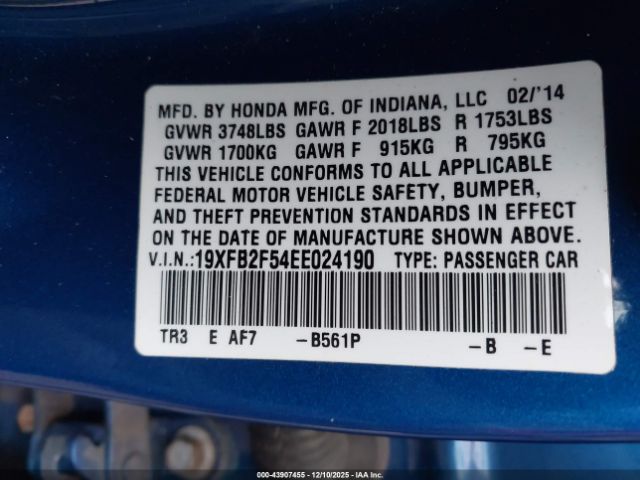 MFD. BY HONDA MFG. OF INDIANA, LLC 02/'14
GVWR 3748LBS GAWR F 2018LBS R 1753LBS
GVWR 1700KG GAWR F 915KG R 795KG
THIS VEHICLE CONFORMS TO ALL APPLICABLE
FEDERAL MOTOR VEHICLE SAFETY, BUMPER,
AND THEFT PREVENTION STANDARDS IN EFFECT
ON THE DATE OF MANUFACTURE SHOWN ABOVE.
V.I.N.:19XFB2F54EE024190 TYPE: PASSENGER CAR
TR3 E AF7 -B561P -B -E
000-43907455 - 12/10/2025 - Copyright © 2025 IAA, Inc.